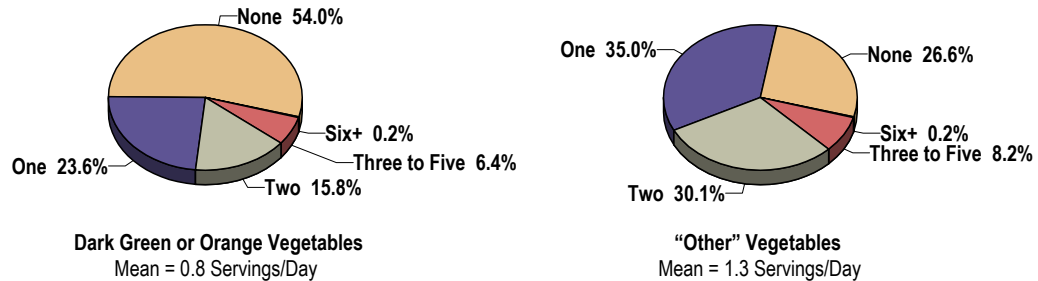 None 54.0%
Six+ 0.2%
Three to Five 6.4%
Two 15.8%
One 23.6%
Dark Green or Orange Vegetables
Mean = 0.8 Servings/Day
One 35.0%
None 26.6%
Six+ 0.2%
Three to Five 8.2%
Two 30.1%
“Other” Vegetables
Mean = 1.3 Servings/Day